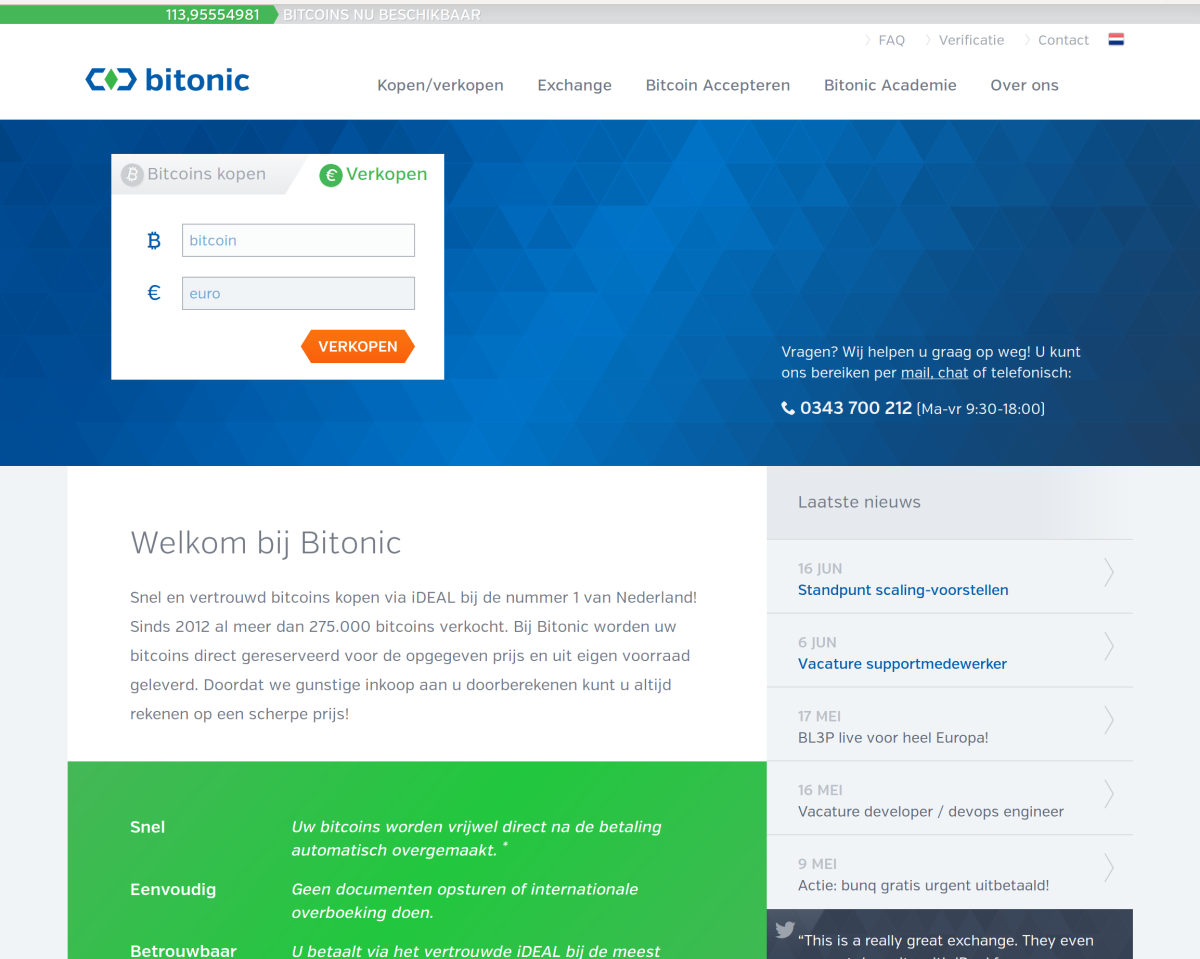 113,95554981 BITCOINS NU BESCHIKBAAR
FAQ Verificatie Contact
bitonic
Kopen/verkopen Exchange Bitcoin Accepteren Bitonic Academie Over ons
Bitcoins kopen € Verkopen
bitcoin
€ euro
VERKOPEN
Vragen? Wij helpen u graag op weg! U kunt
ons bereiken per mail, chat of telefonisch:
0343 700 212 (Ma-vr 9:30-18:00)
Welkom bij Bitonic
Snel en vertrouwd bitcoins kopen via iDEAL bij de nummer 1 van Nederland!
Sinds 2012 al meer dan 275.000 bitcoins verkocht. Bij Bitonic worden uw
bitcoins direct gereserveerd voor de opgegeven prijs en uit eigen voorraad
geleverd. Doordat we gunstige inkoop aan u doorberekenen kunt u altijd
rekenen op een scherpe prijs!
Snel Uw bitcoins worden vrijwel direct na de betaling
automatisch overgemaakt. *
Eenvoudig Geen documenten opsturen of internationale
overboeking doen.
Betrouwbaar U betaalt via het vertrouwde iDEAL bij de meest
Laatste nieuws
16 JUN
Standpunt scaling-voorstellen
6 JUN
Vacature supportmedewerker
17 MEI
BL3P live voor heel Europa!
16 MEI
Vacature developer / devops engineer
9 MEI
Actie: bunq gratis urgent uitbetaald!
“This is a really great exchange. They even